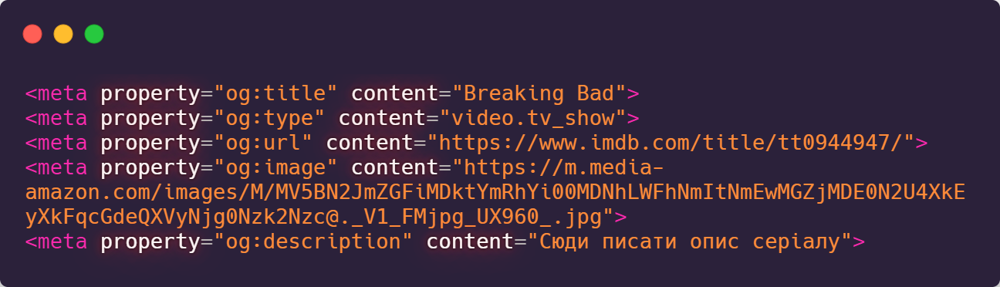 <meta property="og:title" content="Breaking Bad">
<meta property="og:type" content="video.tv_show">
<meta property="og:url" content="https://www.imdb.com/title/tt0944947/">
<meta property="og:image" content="https://m.media-
amazon.com/images/M/MV5BN2JmZGFiMDktYmRhYi00MDNhLWFhNmItNmEwMGZjMDE0N2U4XkE
yXkFqcGdeQXVyNjg0Nzk2Nzc@._V1_FMjpg_UX960_.jpg">
<meta property="og:description" content="Сюди писати опис серіалу">